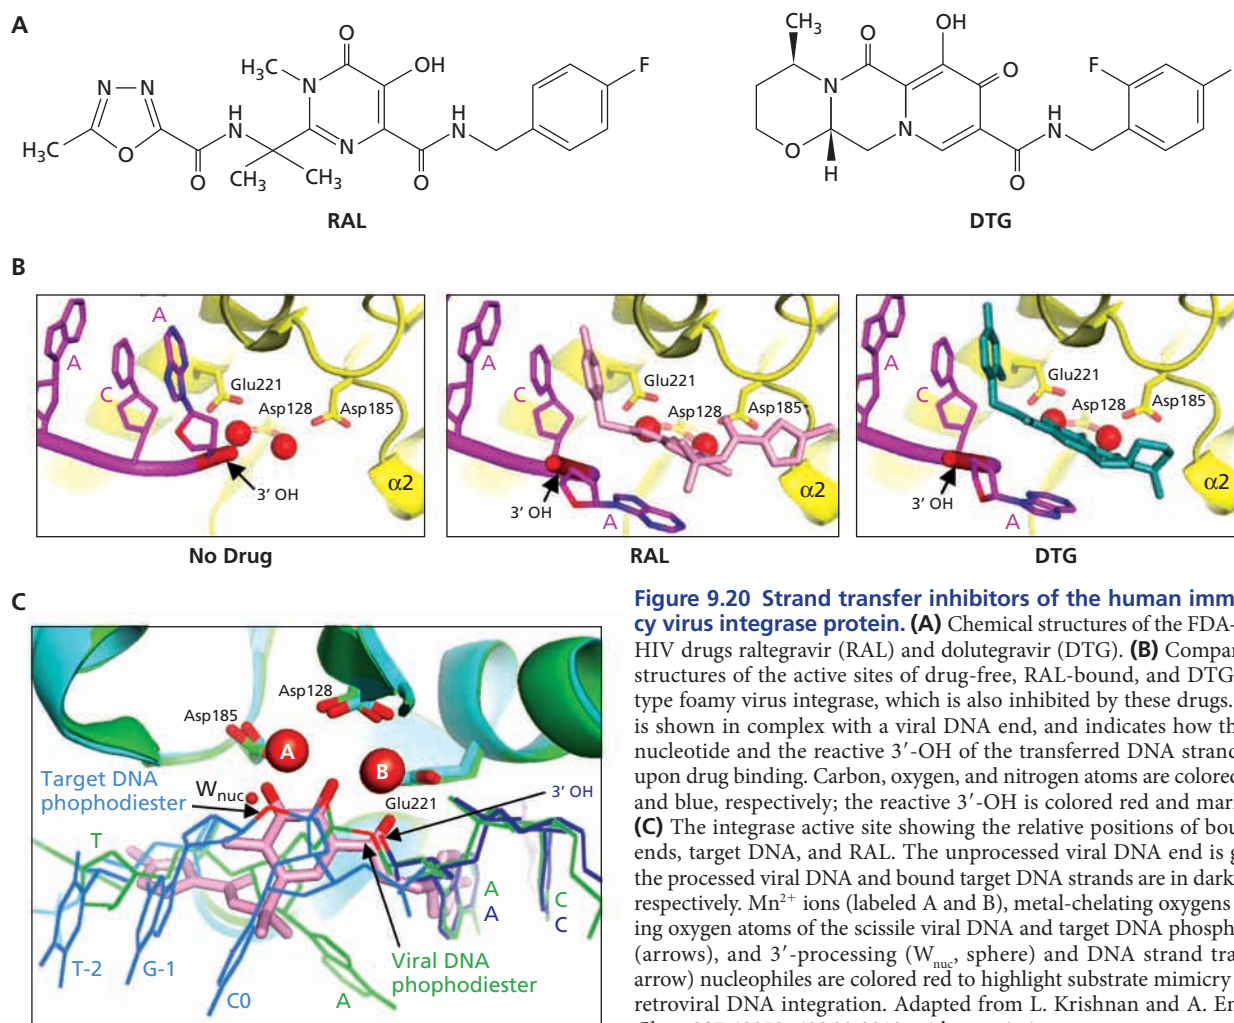 A
O
H₃C
N
OH
F
N N
H
N
H
N
H₃C
O
O
CH₃
CH₃
N
O
RAL
CH₃
O
OH
N
O
F
H
N
N
O
H
O
DTG
B
A
A
C
Glu221
Asp128
Asp185
3′ OH
α2
No Drug
A
C
Glu221
Asp128
Asp185
3′ OH
A
α2
RAL
A
C
Glu221
Asp128
Asp185
3′ OH
A
α2
DTG
C
Asp128
Asp185
A
B
Target DNA
phophodiester
Wnuc
Glu221
3′ OH
T
A
A
C
C
T-2
G-1
C0
A
Viral DNA
phophodiester
Figure 9.20 Strand transfer inhibitors of the human imm
cy virus integrase protein. (A) Chemical structures of the FDA-
HIV drugs raltegravir (RAL) and dolutegravir (DTG). (B) Compar
structures of the active sites of drug-free, RAL-bound, and DTG
type foamy virus integrase, which is also inhibited by these drugs.
is shown in complex with a viral DNA end, and indicates how th
nucleotide and the reactive 3′-OH of the transferred DNA strand
upon drug binding. Carbon, oxygen, and nitrogen atoms are colored
and blue, respectively; the reactive 3′-OH is colored red and mar
(C) The integrase active site showing the relative positions of bou
ends, target DNA, and RAL. The unprocessed viral DNA end is g
the processed viral DNA and bound target DNA strands are in dark
respectively. Mn²⁺ ions (labeled A and B), metal-chelating oxygens
ing oxygen atoms of the scissile viral DNA and target DNA phosph
(arrows), and 3′-processing (Wnuc, sphere) and DNA strand tra
arrow) nucleophiles are colored red to highlight substrate mimicry
retroviral DNA integration. Adapted from L. Krishnan and A. En